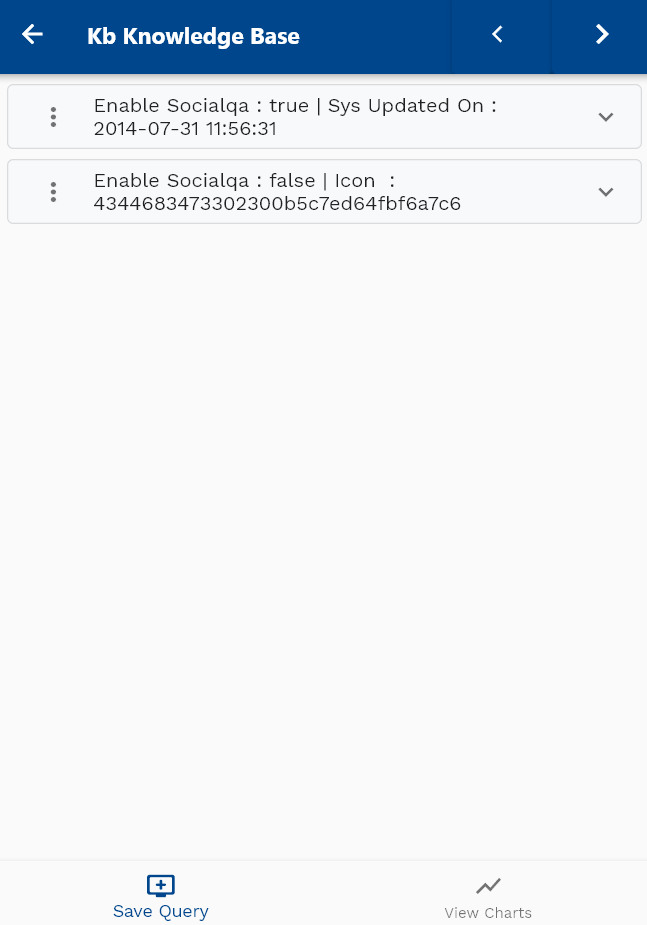 Kb Knowledge Base
Enable Socialqa : true | Sys Updated On :
2014-07-31 11:56:31
Enable Socialqa : false | Icon  :
4344683473302300b5c7ed64fbf6a7c6
Save Query
View Charts